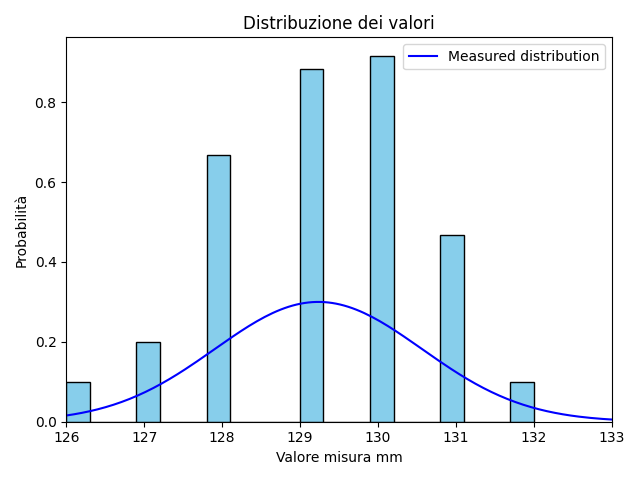 Distribuzione dei valori
Measured distribution
Probabilità
0.8
0.6
0.4
0.2
0.0
126 127 128 129 130 131 132 133
Valore misura mm